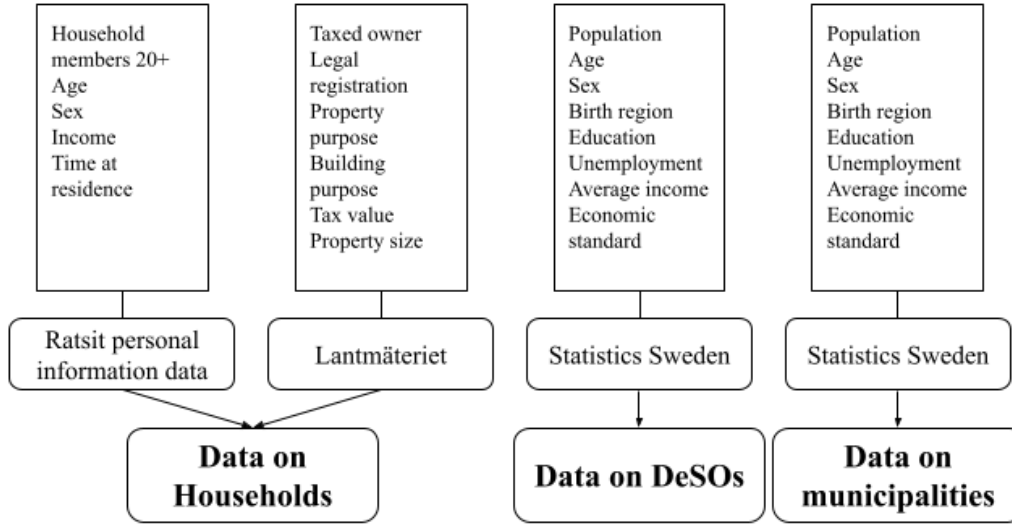 Household
members 20+
Age
Sex
Income
Time at
residence
Taxed owner
Legal
registration
Property
purpose
Building
purpose
Tax value
Property size
Population
Age
Sex
Birth region
Education
Unemployment
Average income
Economic
standard
Population
Age
Sex
Birth region
Education
Unemployment
Average income
Economic
standard
Ratsit personal
information data
Lantmäteriet
Statistics Sweden
Statistics Sweden
Data on
Households
Data on DeSOs
Data on
municipalities